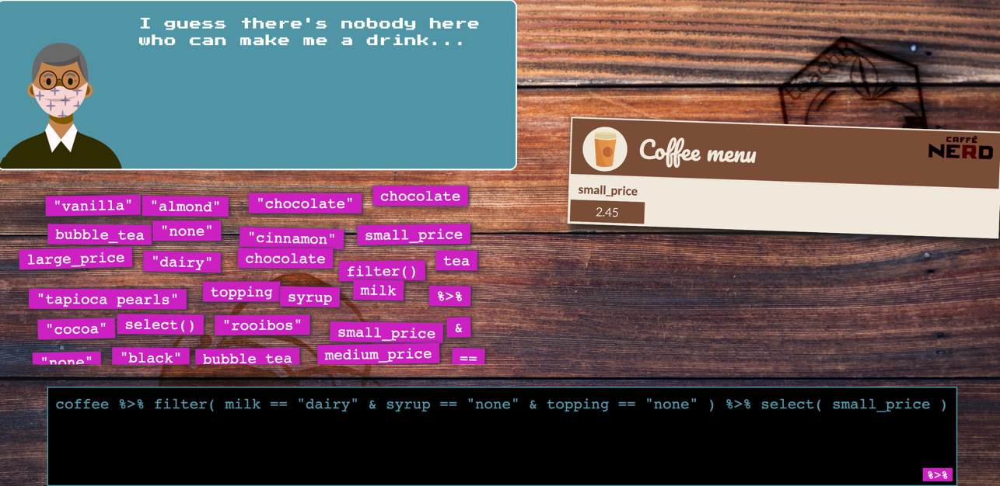 I guess there's nobody here
who can make me a drink...
Coffee menu
CAFFÈ
NERD
small_price
2.45
"vanilla" "almond" "chocolate" chocolate
bubble_tea "none" "cinnamon" small_price
large_price "dairy" chocolate filter() tea
"tapioca pearls" topping syrup milk %>%
"cocoa" select() "rooibos" small_price &
"none" "black" bubble_tea medium_price ==
coffee %>% filter( milk == "dairy" & syrup == "none" & topping == "none" ) %>% select( small_price )
%>%